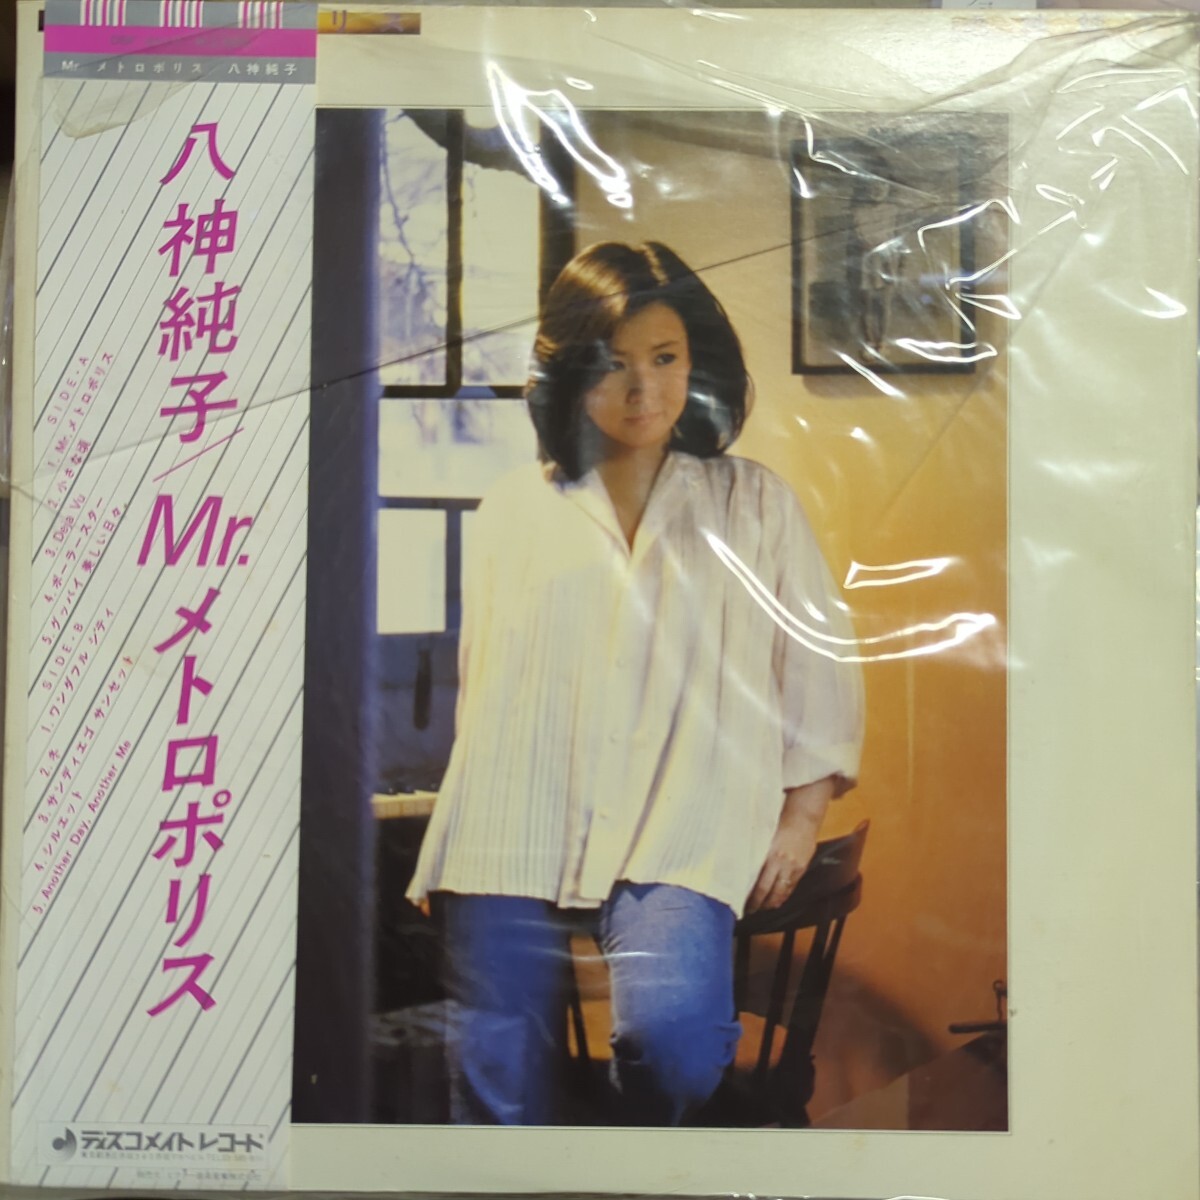 リス
Mr. メトロポリス/八神純子
八神純子/Mr.メトロポリス
SIDE・A
1. Mr.メトロポリス
2. 小さな頃
3. Deja Vu
4. ポーラースター
5. グッバイ 美しい日々
SIDE・B
1. ワンダフル シティ
2. 冬
3. サンディエゴ サンセット
4. シルエット
5. Another Day, Another Me
ディスコメイトレコード